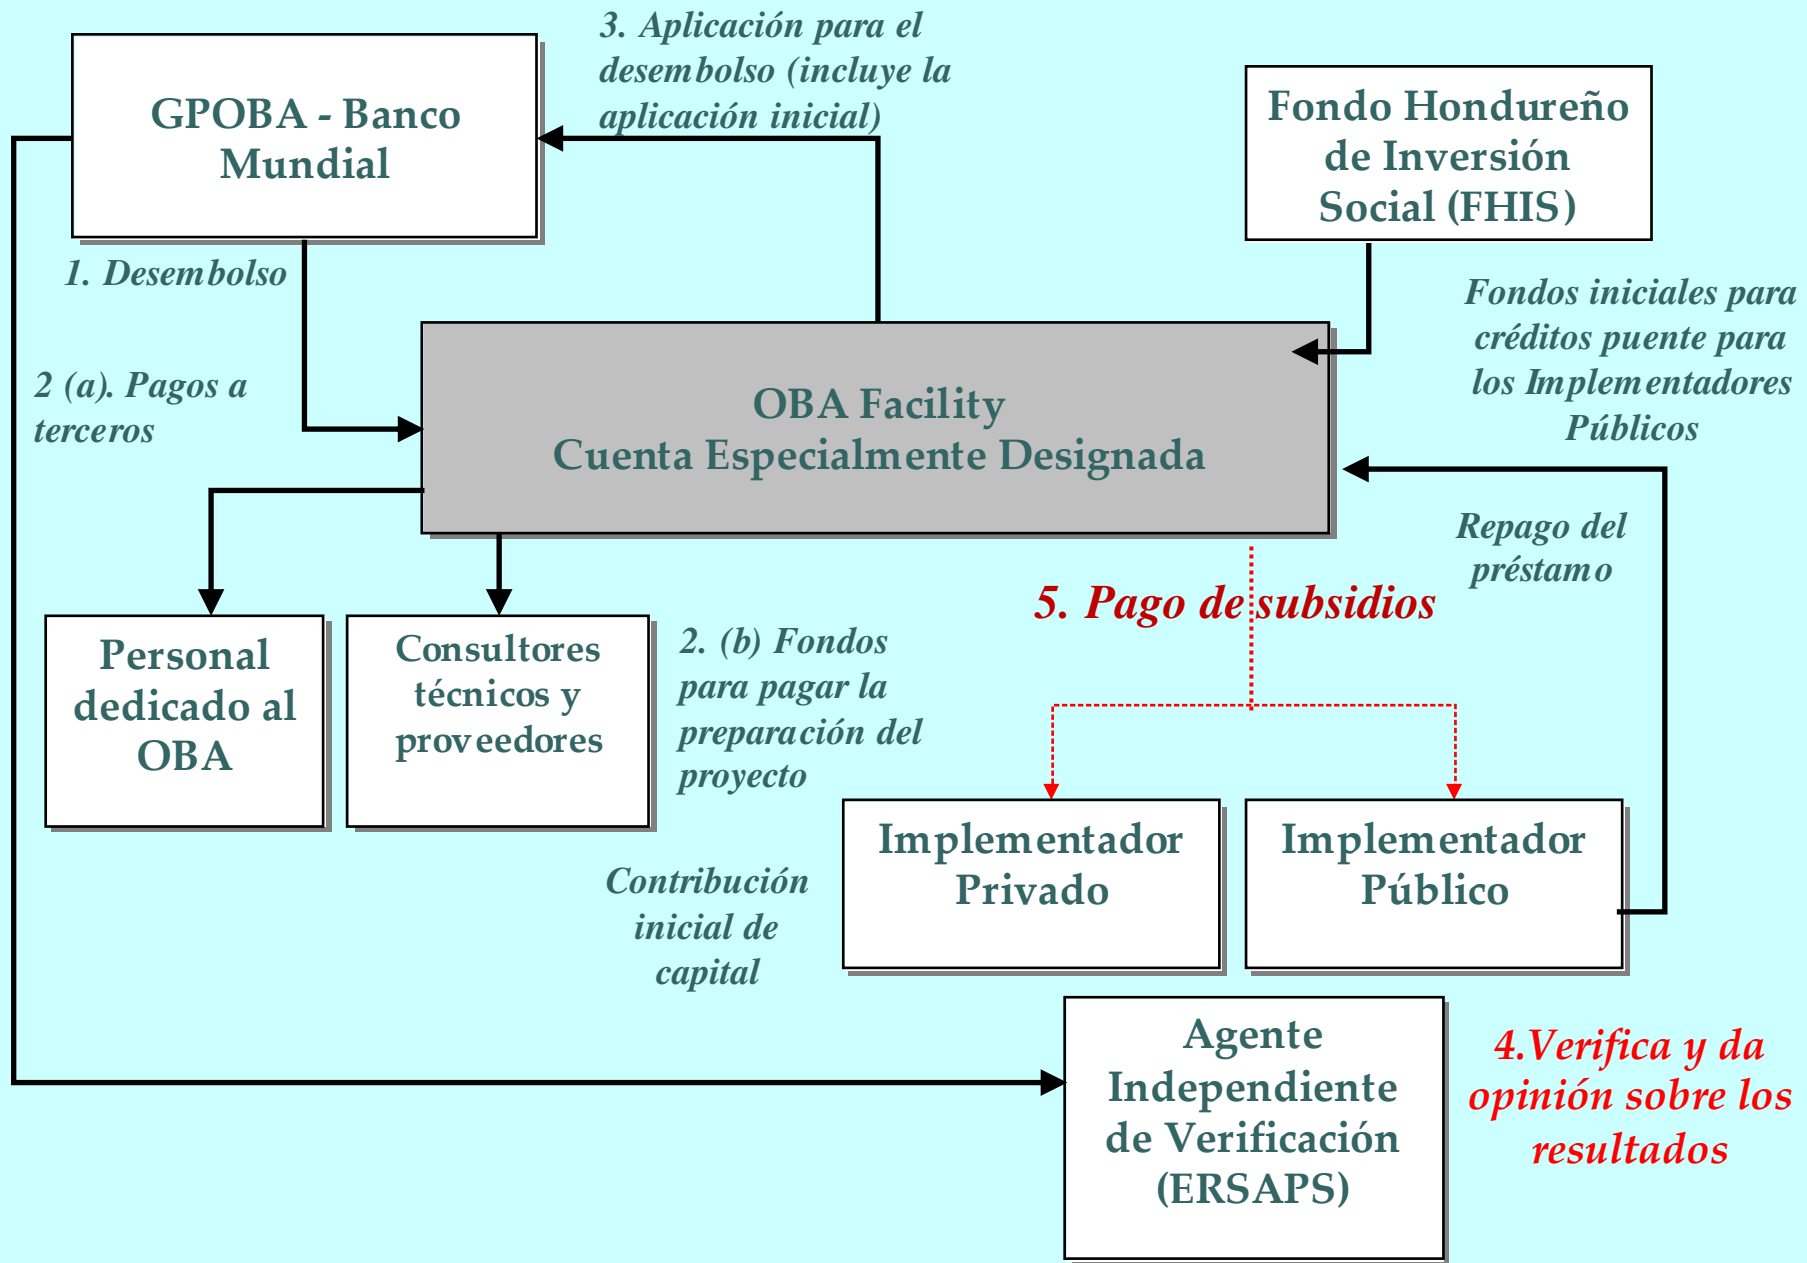 3. Aplicación para el
desembolso (incluye la
aplicación inicial)
GPOBA - Banco
Mundial
Fondo Hondureño
de Inversión
Social (FHIS)
1. Desembolso
Fondos iniciales para
créditos puente para
los Implementadores
Públicos
2 (a). Pagos a
terceros
OBA Facility
Cuenta Especialmente Designada
Repago del
préstamo
5. Pago de subsidios
Personal
dedicado al
OBA
Consultores
técnicos y
proveedores
2. (b) Fondos
para pagar la
preparación del
proyecto
Implementador
Privado
Implementador
Público
Contribución
inicial de
capital
Agente
Independiente
de Verificación
(ERSAPS)
4.Verifica y da
opinión sobre los
resultados